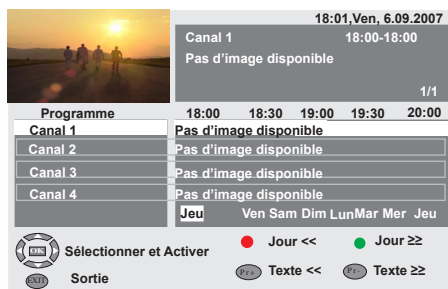 18:01,Ven, 6.09.2007
Canal 1 18:00-18:00
Pas d'image disponible
1/1
Programme 18:00 18:30 19:00 19:30 20:00
Canal 1 Pas d'image disponible
Canal 2 Pas d'image disponible
Canal 3 Pas d'image disponible
Canal 4 Pas d'image disponible
Jeu Ven Sam Dim Lun Mar Mer Jeu
OK Sélectionner et Activer Jour << Jour ≥≥
EXIT Sortie Pr+ Texte << Pr- Texte ≥≥